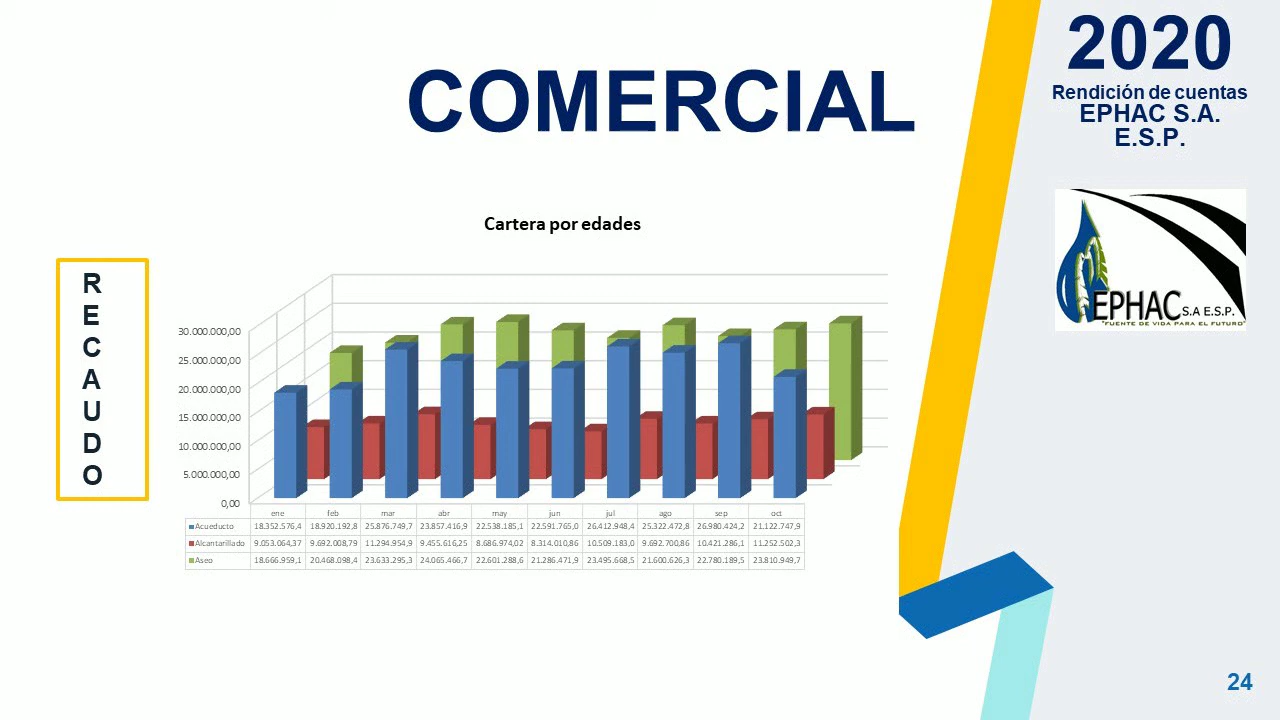 COMERCIAL
2020
Rendición de cuentas
EPHAC S.A.
E.S.P.
EPHAC S.A E.S.P.
"FUENTE DE VIDA PARA EL FUTURO"
R
E
C
A
U
D
O
Cartera por edades
30.000.000,00
25.000.000,00
20.000.000,00
15.000.000,00
10.000.000,00
5.000.000,00
0,00
ene feb mar abr may jun jul ago sep oct
Acueducto 18.352.576,4 18.920.192,8 25.876.749,7 23.857.416,9 22.538.185,1 22.591.765,0 26.412.948,4 25.322.472,8 26.980.424,2 21.122.747,9
Alcantarillado 9.053.064,37 9.692.008,79 11.294.954,9 9.455.616,25 8.686.974,02 8.314.010,86 10.509.183,0 9.692.700,86 10.421.286,1 11.252.502,3
Aseo 18.666.959,1 20.468.098,4 23.633.295,3 24.065.466,7 22.601.288,6 21.286.471,9 23.495.668,5 21.600.626,3 22.780.189,5 23.810.949,7
24